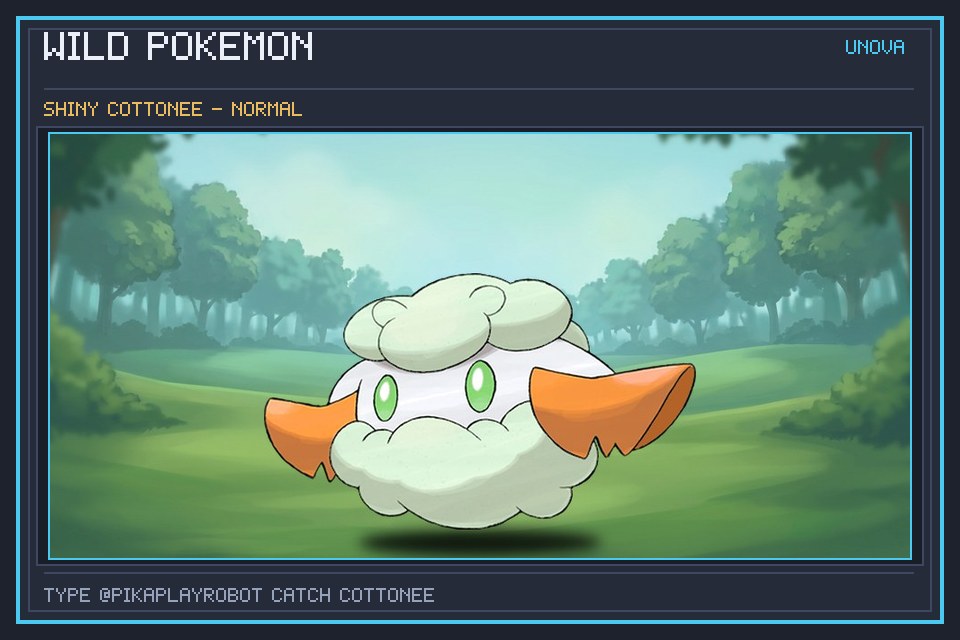 WILD POKEMON
UNOVA
SHINY COTTONEE - NORMAL
TYPE @PIKAPLAYROBOT CATCH COTTONEE